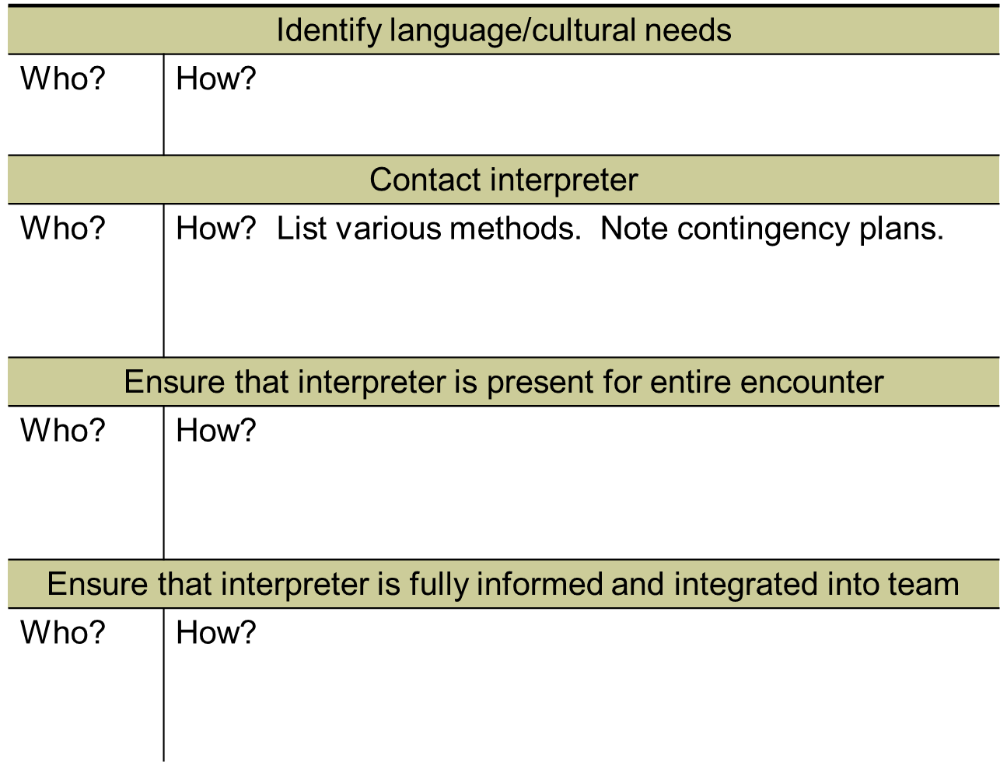 Identify language/cultural needs
Who? How?
Contact interpreter
Who? How? List various methods. Note contingency plans.
Ensure that interpreter is present for entire encounter
Who? How?
Ensure that interpreter is fully informed and integrated into team
Who? How?